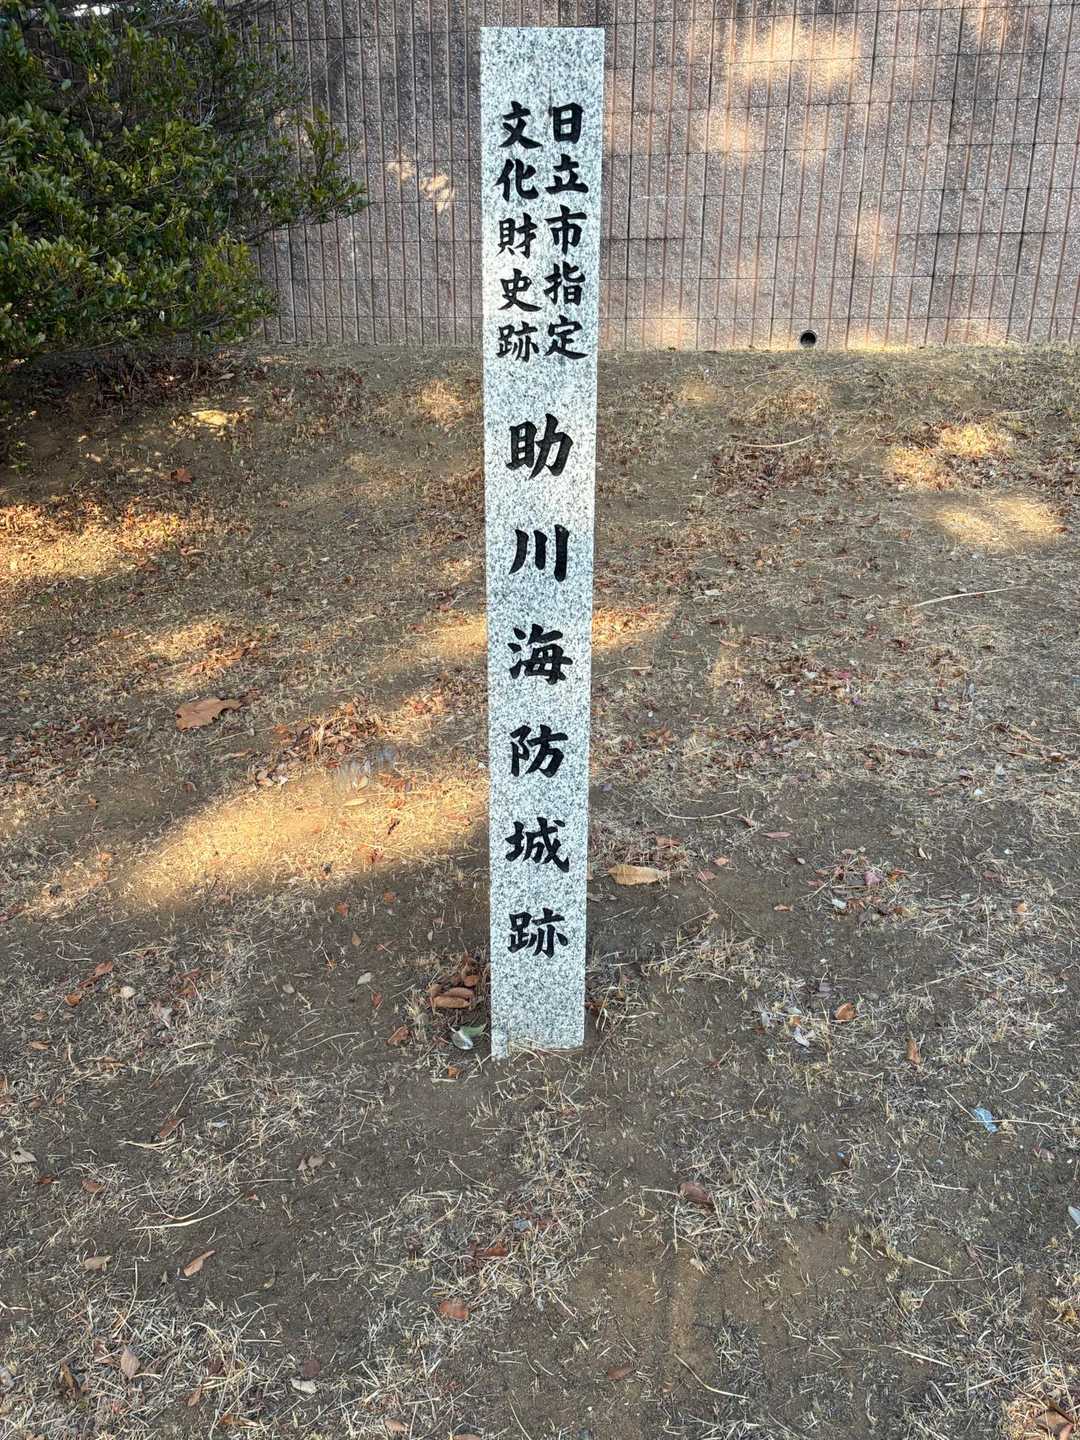 日立市指定
文化財史跡
助川海防城跡